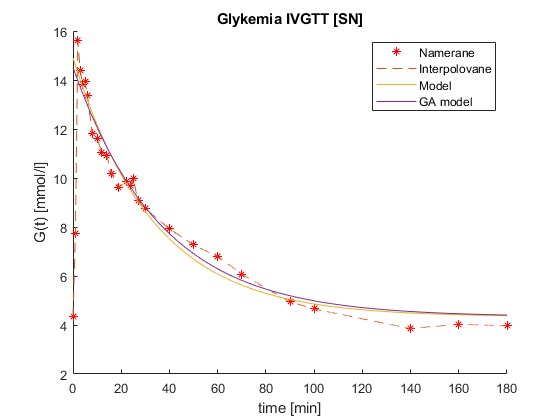 Glykemia IVGTT [SN]
Namerane
Interpolovane
Model
GA model
G(t) [mmol/l]
16
14
12
10
8
6
4
2
0 20 40 60 80 100 120 140 160 180
time [min]